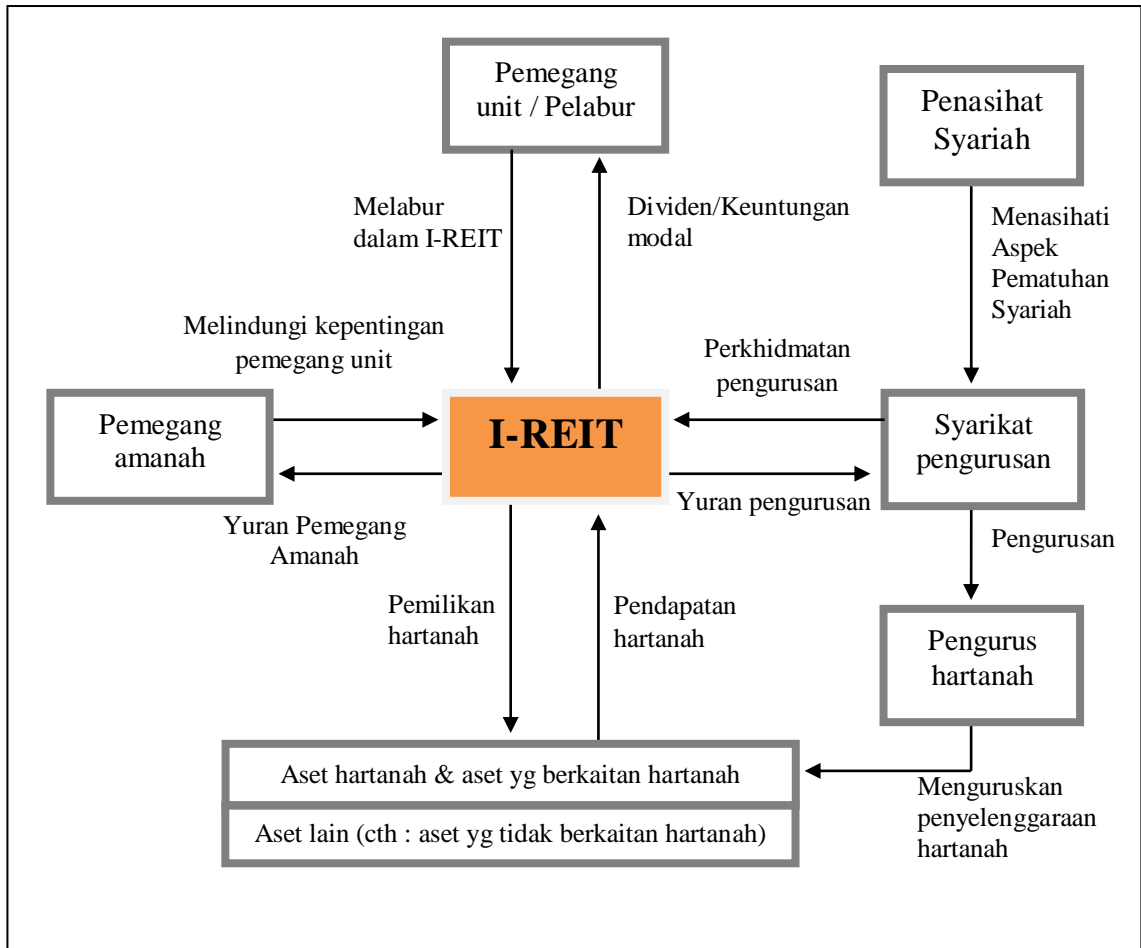 Pemegang
unit / Pelabur
Penasihat
Syariah
Melabur
dalam I-REIT
Dividen/Keuntungan
modal
Menasihati
Aspek
Pematuhan
Syariah
Melindungi kepentingan
pemegang unit
Perkhidmatan
pengurusan
Pemegang
amanah
I-REIT
Syarikat
pengurusan
Yuran Pemegang
Amanah
Yuran pengurusan
Pengurusan
Pemilikan
hartanah
Pendapatan
hartanah
Pengurus
hartanah
Aset hartanah & aset yg berkaitan hartanah
Aset lain (cth : aset yg tidak berkaitan hartanah)
Menguruskan
penyelenggaraan
hartanah